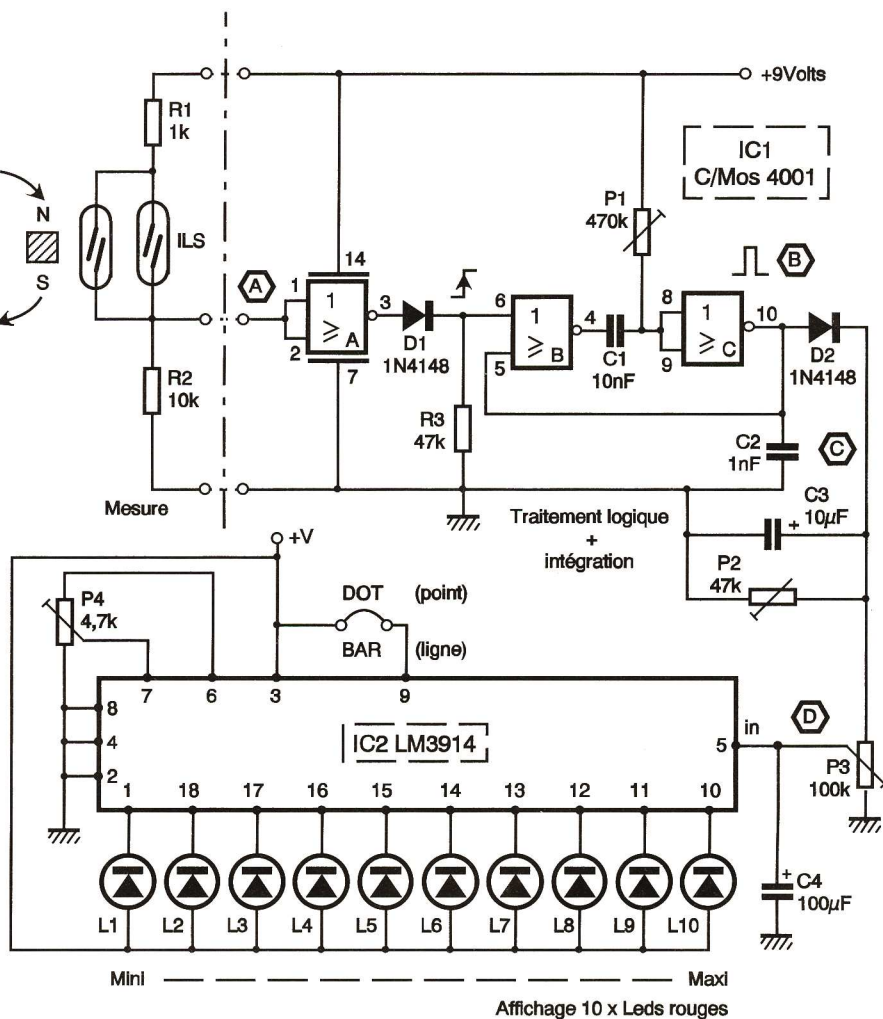 +9Volts
R1
1k
IC1
C/Mos 4001
P1
470k
N
S
ILS
A
14
1
2
1
≥
A
3
7
D1
1N4148
6
5
1
≥
B
4
C1
10nF
8
9
1
≥
C
10
B
D2
1N4148
R2
10k
R3
47k
C2
1nF
C
Mesure
Traitement logique
+
intégration
C3
+ 10µF
P2
47k
+V
P4
4,7k
DOT (point)
BAR (ligne)
7 6 3 9
8
4
2
IC2 LM3914
5
in
D
P3
100k
1 18 17 16 15 14 13 12 11 10
L1 L2 L3 L4 L5 L6 L7 L8 L9 L10
+ C4
100µF
Mini Maxi
Affichage 10 x Leds rouges